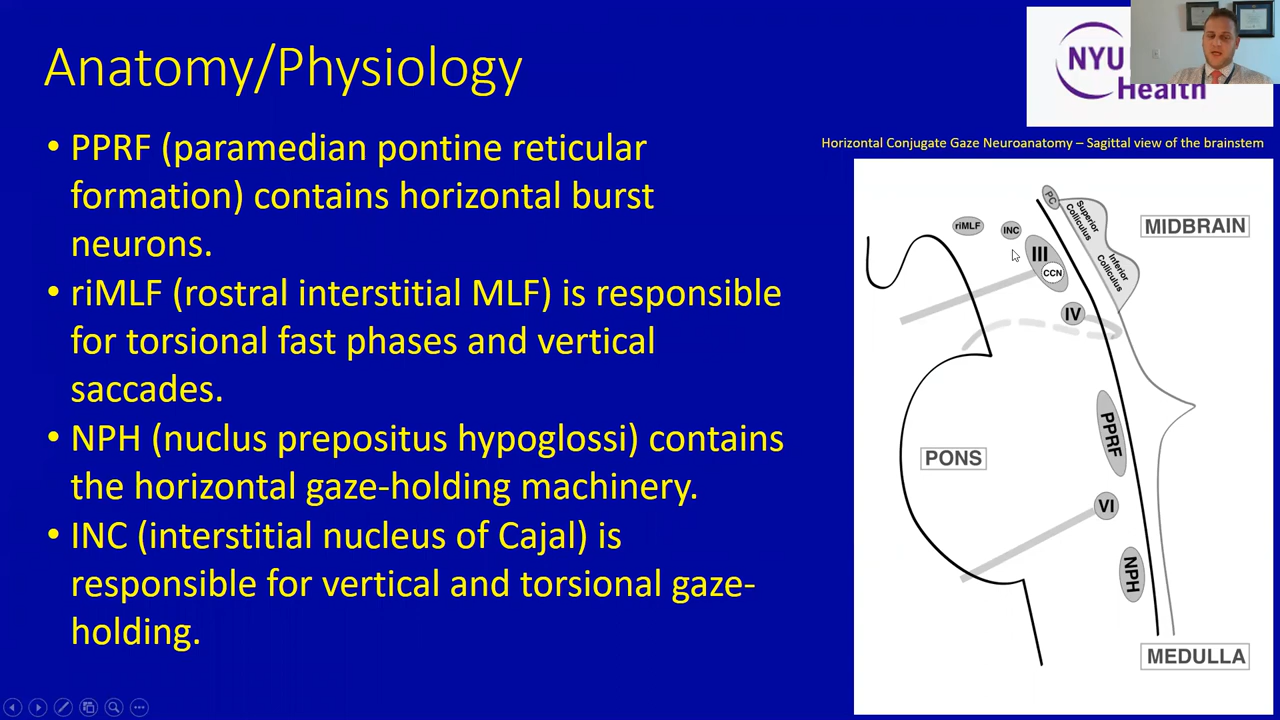 Anatomy/Physiology
• PPRF (paramedian pontine reticular
formation) contains horizontal burst
neurons.
• riMLF (rostral interstitial MLF) is responsible
for torsional fast phases and vertical
saccades.
• NPH (nuclus prepositus hypoglossi) contains
the horizontal gaze-holding machinery.
• INC (interstitial nucleus of Cajal) is
responsible for vertical and torsional gaze-
holding.
NYU
Health
Horizontal Conjugate Gaze Neuroanatomy – Sagittal view of the brainstem
PC
Superior
Colliculus
MIDBRAIN
riMLF
INC
III
CCN
Inferior
Colliculus
IV
PPRF
PONS
VI
NPH
MEDULLA